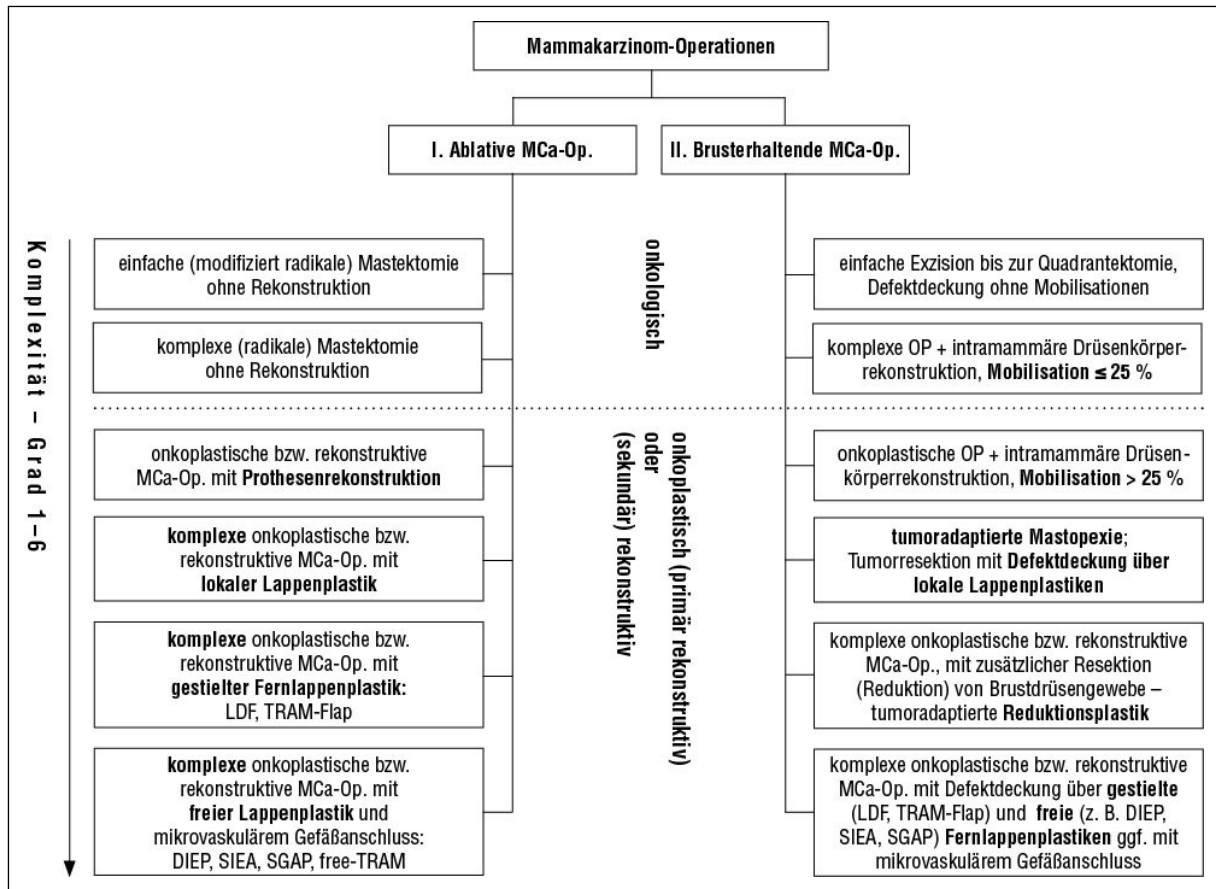 Mammakarzinom-Operationen
I. Ablative MCa-Op.
II. Brusterhaltende MCa-Op.
Komplexität – Grad 1–6
einfache (modifiziert radikale) Mastektomie
ohne Rekonstruktion
komplexe (radikale) Mastektomie
ohne Rekonstruktion
onkoplastische bzw. rekonstruktive
MCa-Op. mit Prothesenrekonstruktion
komplexe onkoplastische bzw.
rekonstruktive MCa-Op. mit
lokaler Lappenplastik
komplexe onkoplastische bzw.
rekonstruktive MCa-Op. mit
gestielter Fernlappenplastik:
LDF, TRAM-Flap
komplexe onkoplastische bzw.
rekonstruktive MCa-Op. mit
freier Lappenplastik und
mikrovaskulärem Gefäßanschluss:
DIEP, SIEA, SGAP, free-TRAM
onkologisch
onkoplastisch (primär rekonstruktiv)
oder
(sekundär) rekonstruktiv
einfache Exzision bis zur Quadrantektomie,
Defektdeckung ohne Mobilisationen
komplexe OP + intramammäre Drüsenkörper-
rekonstruktion, Mobilisation ≤ 25 %
onkoplastische OP + intramammäre Drüsen-
körperrekonstruktion, Mobilisation > 25 %
tumoradaptierte Mastopexie;
Tumorresektion mit Defektdeckung über
lokale Lappenplastiken
komplexe onkoplastische bzw. rekonstruktive
MCa-Op., mit zusätzlicher Resektion
(Reduktion) von Brustdrüsengewebe –
tumoradaptierte Reduktionsplastik
komplexe onkoplastische bzw. rekonstruktive
MCa-Op. mit Defektdeckung über gestielte
(LDF, TRAM-Flap) und freie (z. B. DIEP,
SIEA, SGAP) Fernlappenplastiken ggf. mit
mikrovaskulärem Gefäßanschluss